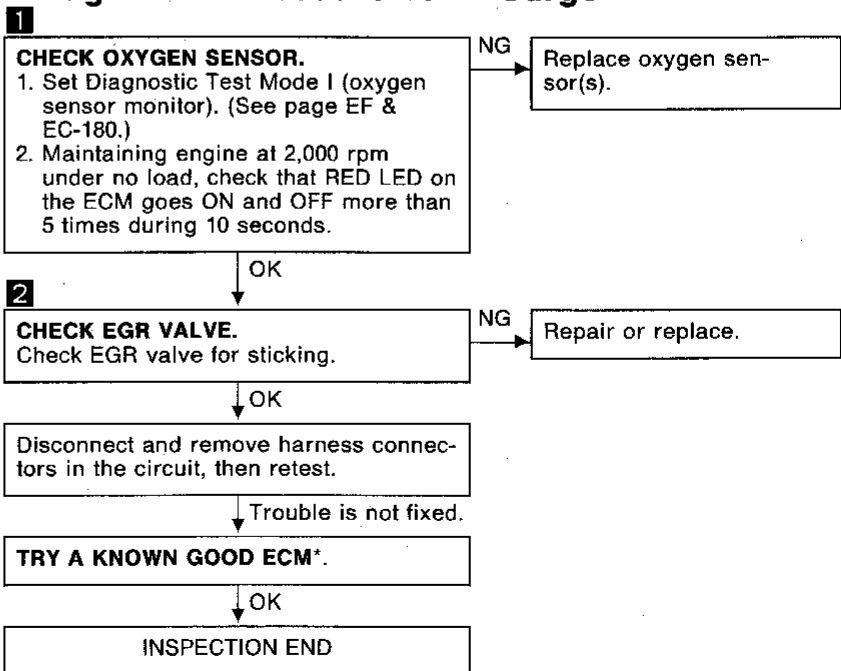 1
CHECK OXYGEN SENSOR.
1. Set Diagnostic Test Mode I (oxygen
sensor monitor). (See page EF &
EC-180.)
2. Maintaining engine at 2,000 rpm
under no load, check that RED LED on
the ECM goes ON and OFF more than
5 times during 10 seconds.
NG
Replace oxygen sen-
sor(s).
OK
2
CHECK EGR VALVE.
Check EGR valve for sticking.
NG
Repair or replace.
OK
Disconnect and remove harness connec-
tors in the circuit, then retest.
Trouble is not fixed.
TRY A KNOWN GOOD ECM*.
OK
INSPECTION END